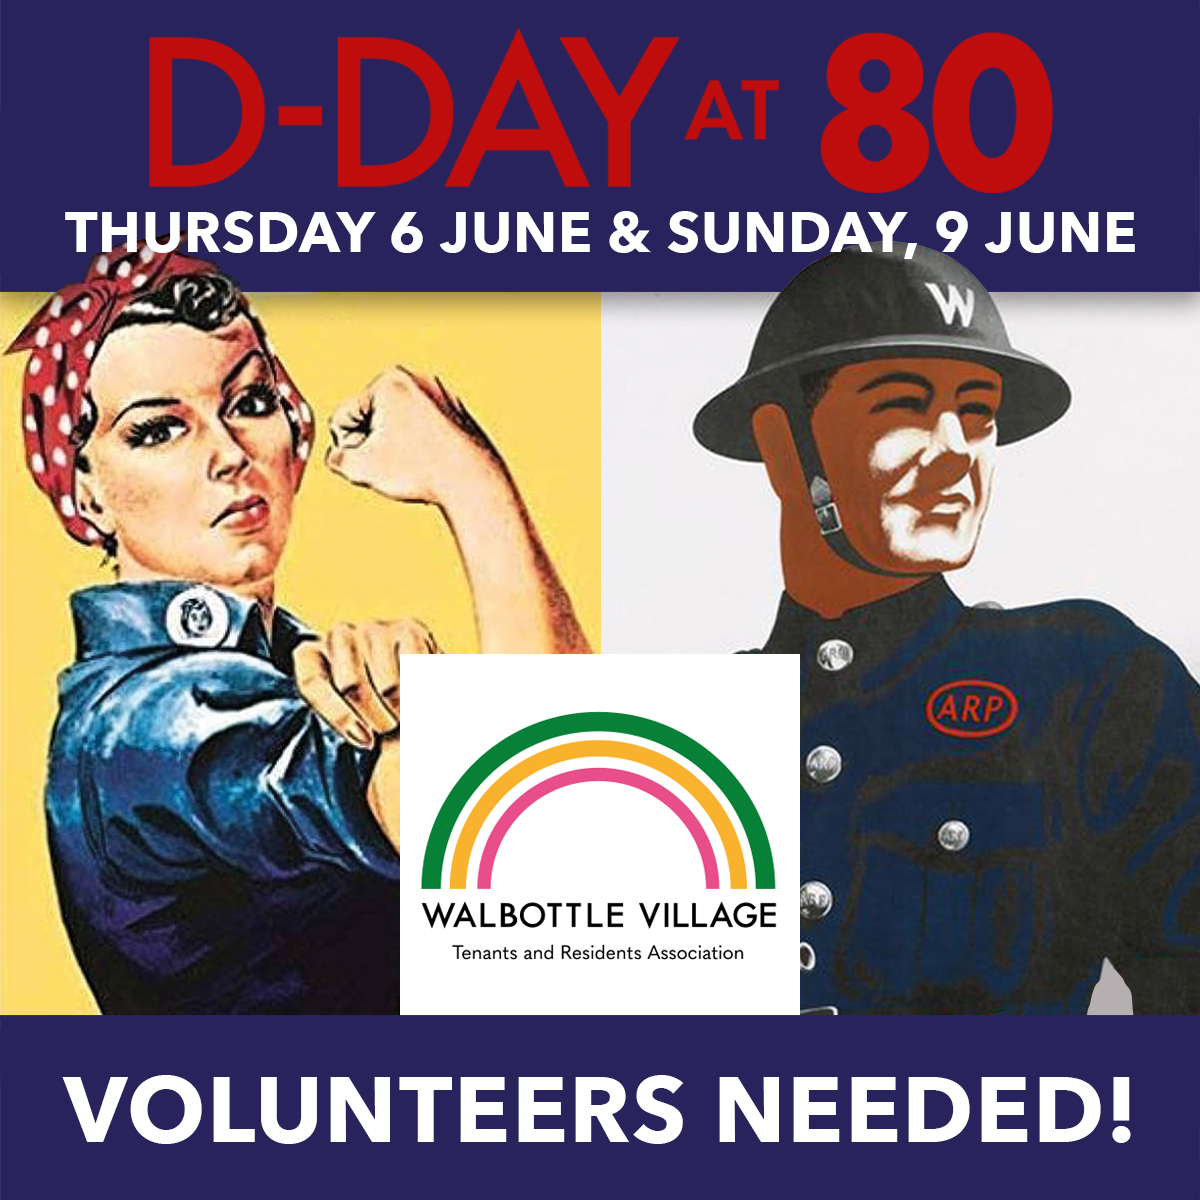 D-DAY AT 80
THURSDAY 6 JUNE & SUNDAY, 9 JUNE
W
ARP
WALBOTTLE VILLAGE
Tenants and Residents Association
VOLUNTEERS NEEDED!